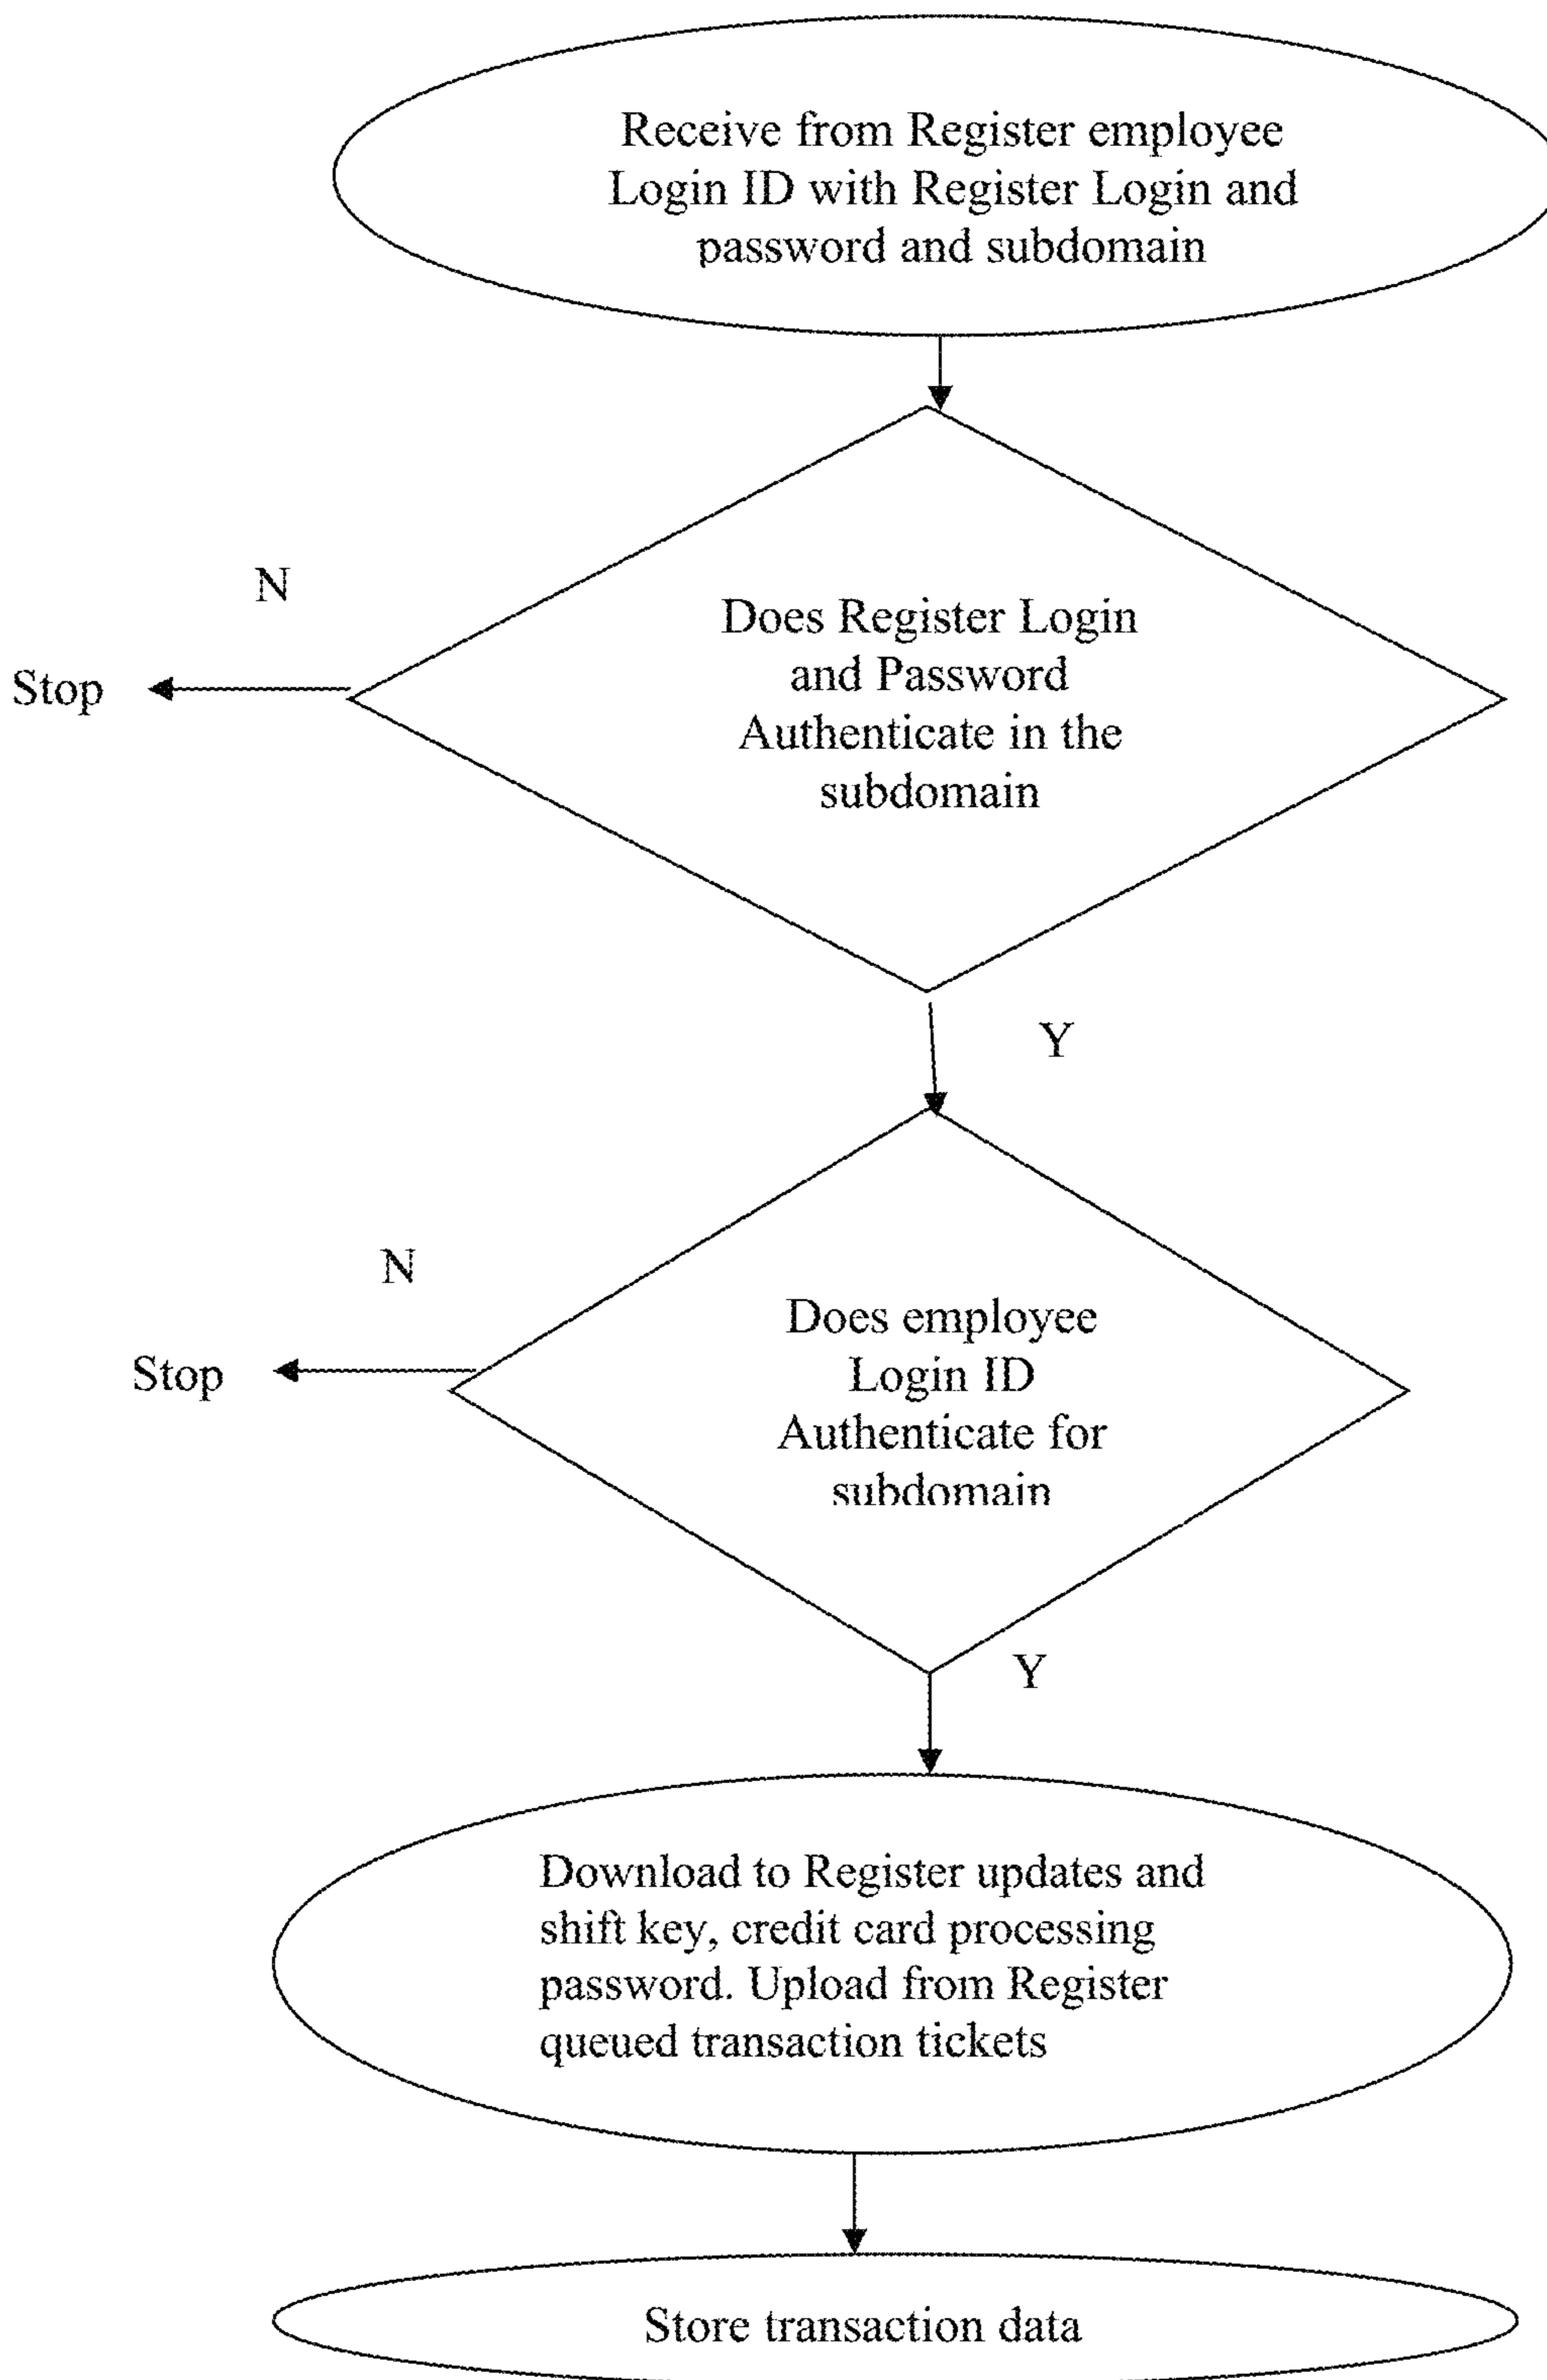 Receive from Register employee
Login ID with Register Login and
password and subdomain
N
Does Register Login
and Password
Stop
Authenticate in the
subdomain
Y
N
Does employee
Stop
Login ID
Authenticate for
subdomain
Y
Download to Register updates and
shift key, credit card processing
password. Upload from Register
queued transaction tickets
Store transaction data